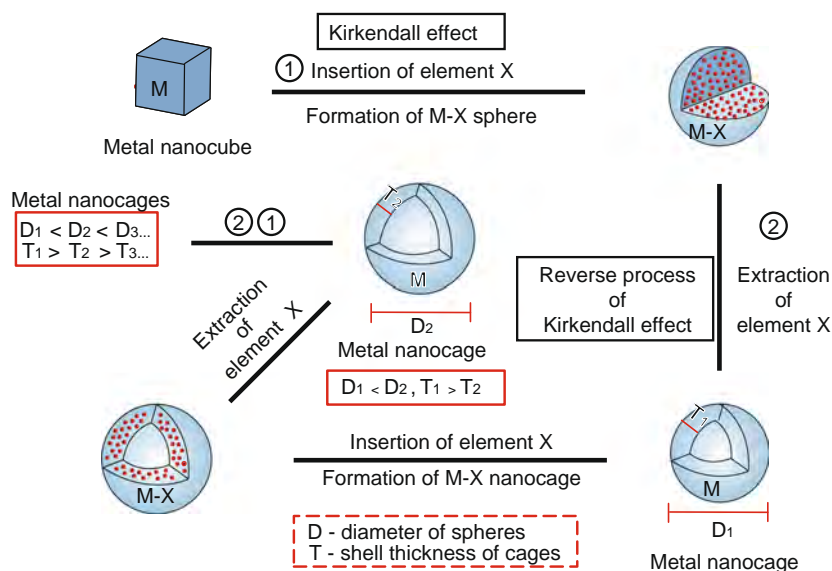 Kirkendall effect
① Insertion of element X
Formation of M-X sphere
M
Metal nanocube
M-X
Metal nanocages
D₁ < D₂ < D₃...
T₁ > T₂ > T₃...
② ①
T₂
M
D₂
Metal nanocage
D₁ < D₂ , T₁ > T₂
Extraction
of
element X
Reverse process
of
Kirkendall effect
②
Extraction
of
element X
M-X
Insertion of element X
Formation of M-X nanocage
T₁
M
D₁
Metal nanocage
D - diameter of spheres
T - shell thickness of cages